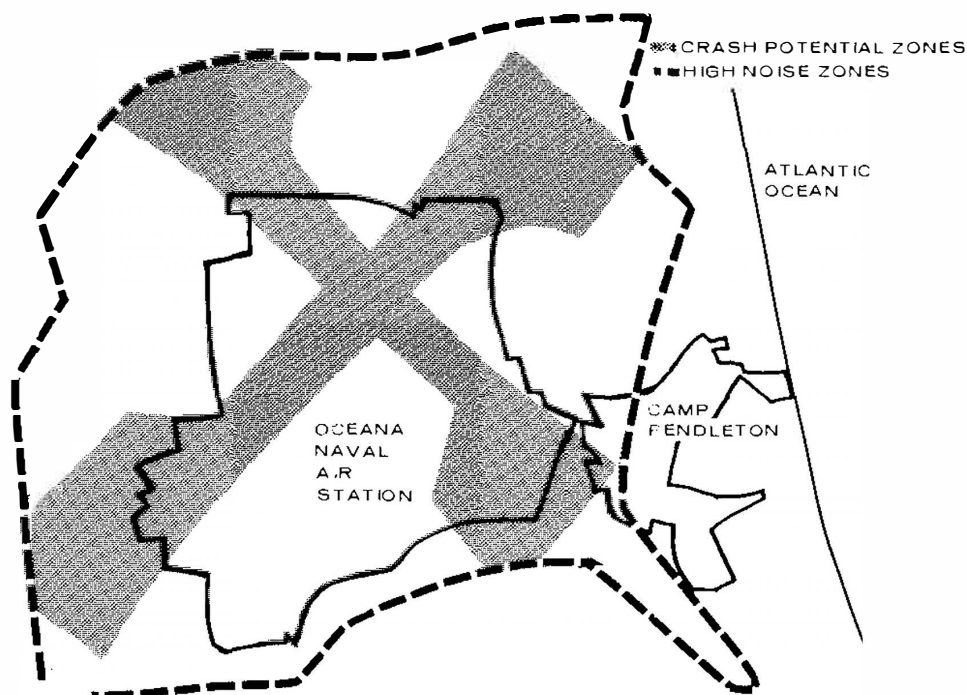 CRASH POTENTIAL ZONES
HIGH NOISE ZONES
ATLANTIC
OCEAN
CAMP
PENDLETON
OCEANA
NAVAL
AIR
STATION